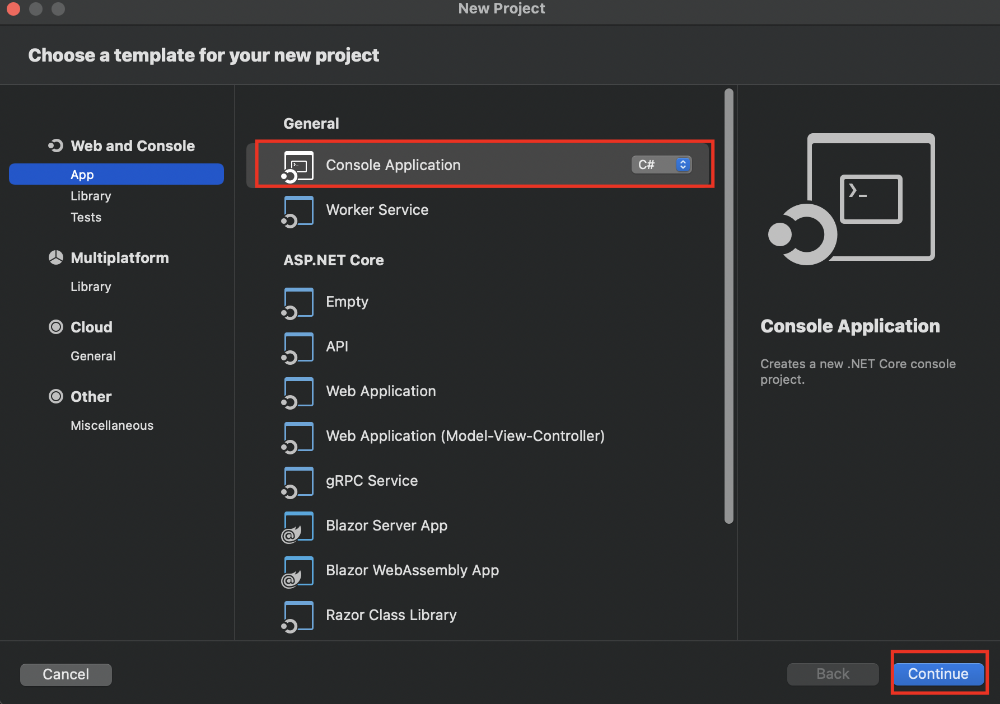 New Project
Choose a template for your new project
Web and Console
App
Library
Tests
Multiplatform
Library
Cloud
General
Other
Miscellaneous
General
Console Application C#
Worker Service
ASP.NET Core
Empty
API
Web Application
Web Application (Model-View-Controller)
gRPC Service
Blazor Server App
Blazor WebAssembly App
Razor Class Library
Console Application
Creates a new .NET Core console
project.
Cancel
Back
Continue